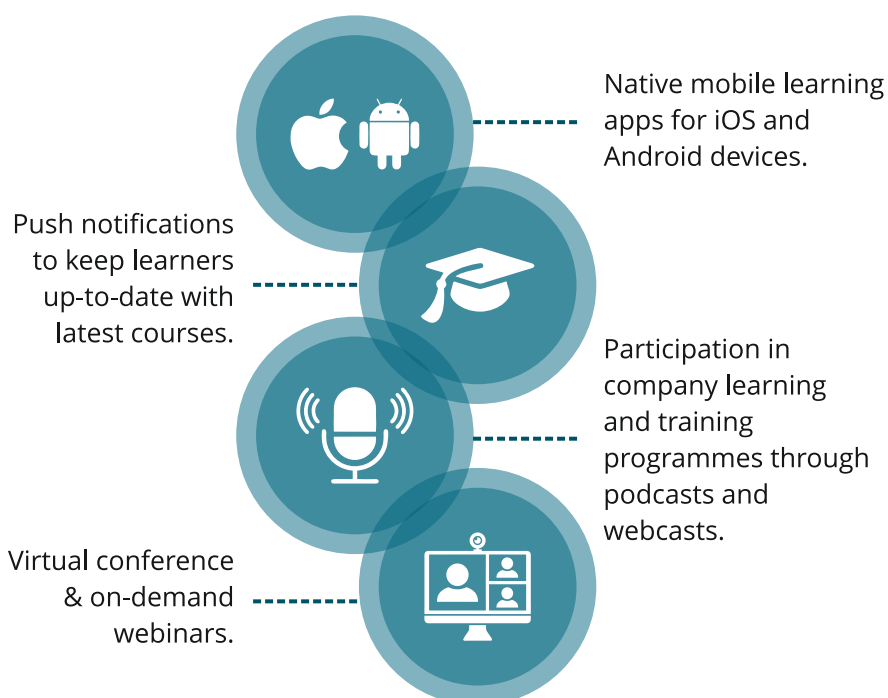 Native mobile learning
apps for iOS and
Android devices.
Push notifications
to keep learners
up-to-date with
latest courses.
Participation in
company learning
and training
programmes through
podcasts and
webcasts.
Virtual conference
& on-demand
webinars.